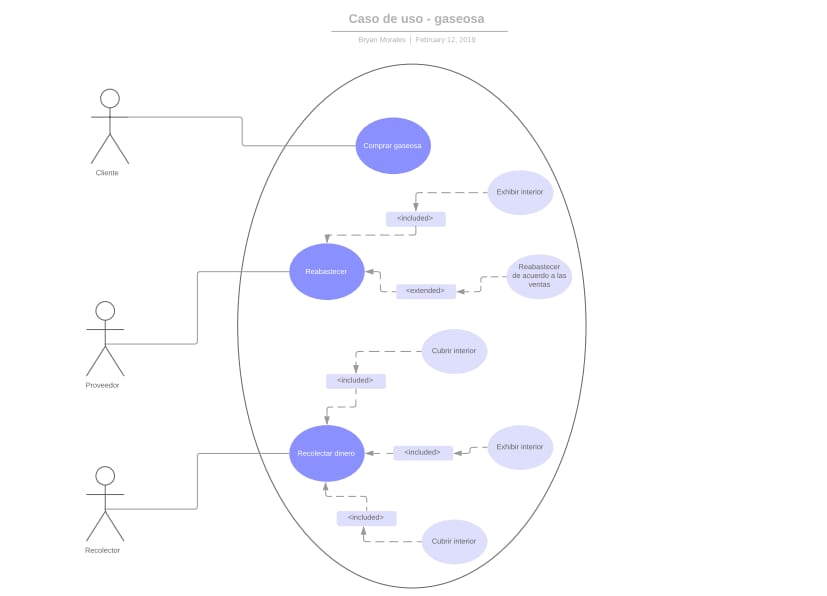 Caso de uso - gaseosa
Bryan Morales | February 12, 2019
Comprar gaseosa
Cliente
Exhibir interior
<included>
Reabastecer
Reabastecer
de acuerdo a las
ventas
<extended>
Proveedor
Cubrir interior
<included>
Recolectar dinero
<included>
Exhibir interior
<included>
Cubrir interior
Recolector